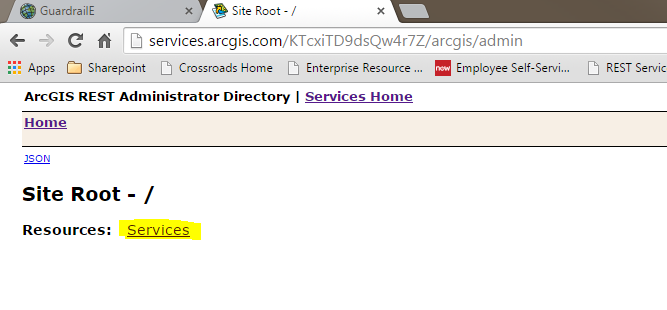 GuardrailE
Site Root - /
services.arcgis.com/KTcxiTD9dsQw4r7Z/arcgis/admin
Apps Sharepoint Crossroads Home Enterprise Resource ... now Employee Self-Servi... REST Servic
ArcGIS REST Administrator Directory | Services Home
Home
JSON
Site Root - /
Resources: Services